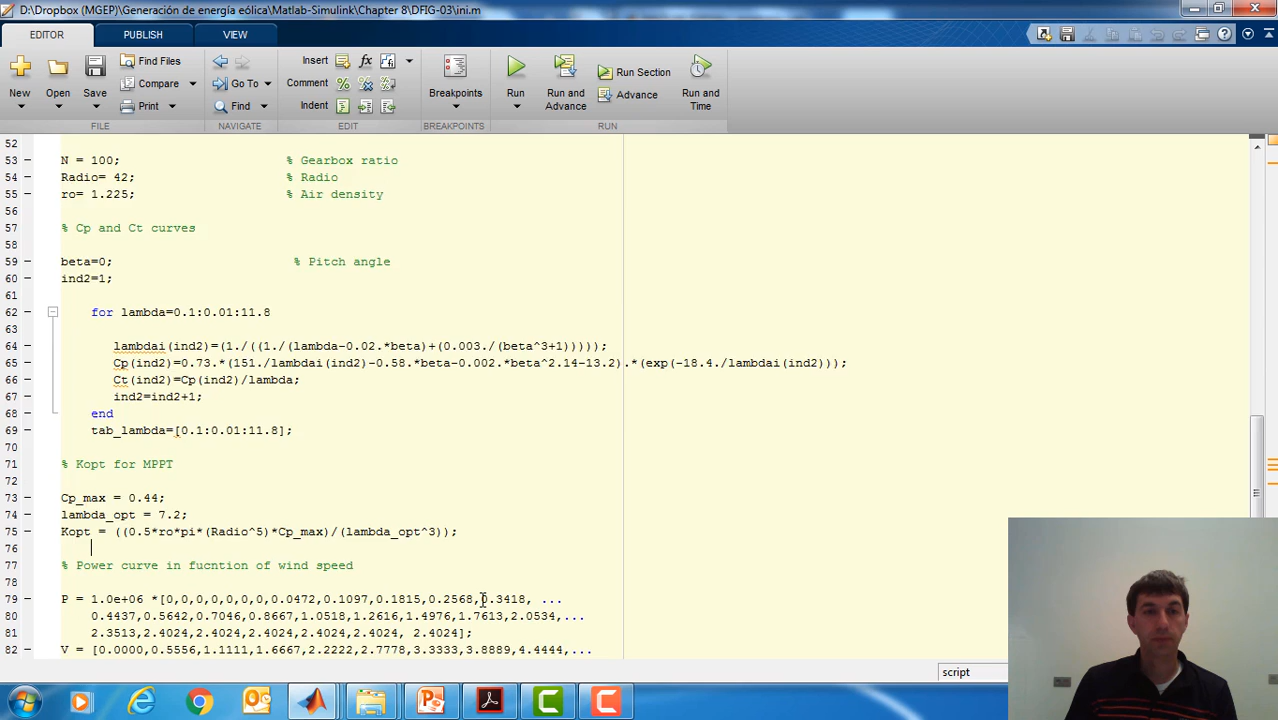 D:\Dropbox (MGEP)\Generación de energía eólica\Matlab-Simulink\Chapter 8\DFIG-03\ini.m
EDITOR PUBLISH VIEW
New Open Save Find Files Compare Print
Go To Find
Insert Comment Indent
Breakpoints
Run Run and Advance Run Section Advance Run and Time
FILE NAVIGATE EDIT BREAKPOINTS RUN
52
53 – N = 100; % Gearbox ratio
54 – Radio= 42; % Radio
55 – ro= 1.225; % Air density
56
57 % Cp and Ct curves
58
59 – beta=0; % Pitch angle
60 – ind2=1;
61
62 – for lambda=0.1:0.01:11.8
63
64 – lambdai(ind2)=(1./((1./(lambda-0.02.*beta)+(0.003./(beta^3+1)))));
65 – Cp(ind2)=0.73.*(151./lambdai(ind2)-0.58.*beta-0.002.*beta^2.14-13.2).*(exp(-18.4./lambdai(ind2)));
66 – Ct(ind2)=Cp(ind2)/lambda;
67 – ind2=ind2+1;
68 – end
69 – tab_lambda=[0.1:0.01:11.8];
70
71 % Kopt for MPPT
72
73 – Cp_max = 0.44;
74 – lambda_opt = 7.2;
75 – Kopt = ((0.5*ro*pi*(Radio^5)*Cp_max)/(lambda_opt^3));
76
77 % Power curve in fucntion of wind speed
78
79 – P = 1.0e+06 *[0,0,0,0,0,0,0,0.0472,0.1097,0.1815,0.2568,0.3418, ...
80 0.4437,0.5642,0.7046,0.8667,1.0518,1.2616,1.4976,1.7613,2.0534,...
81 2.3513,2.4024,2.4024,2.4024,2.4024,2.4024, 2.4024];
82 – V = [0.0000,0.5556,1.1111,1.6667,2.2222,2.7778,3.3333,3.8889,4.4444,...
script